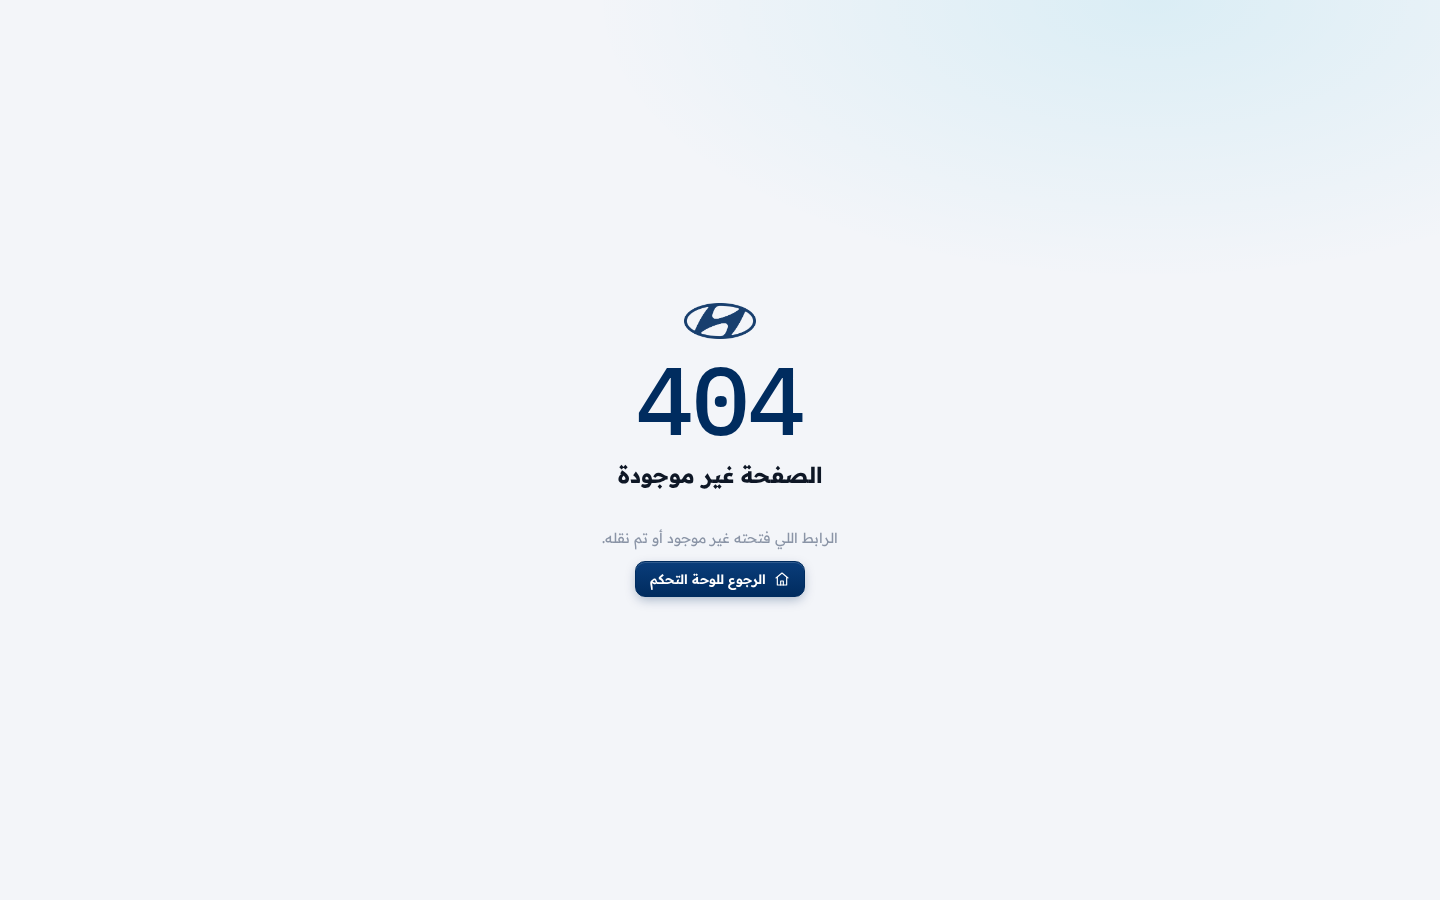 404
الصفحة غير موجودة
الرابط اللي فتحته غير موجود أو تم نقله.
الرجوع للوحة التحكم